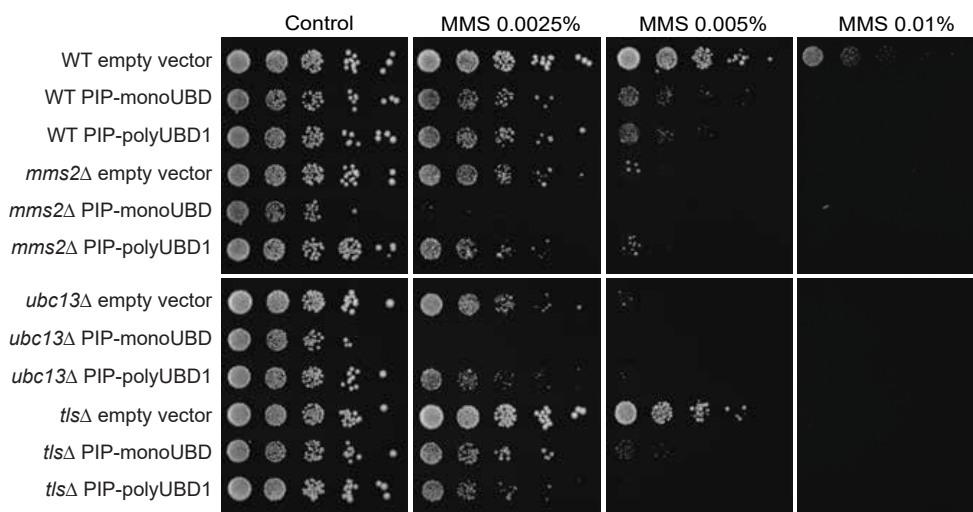 Control MMS 0.0025% MMS 0.005% MMS 0.01%
WT empty vector
WT PIP-monoUBD
WT PIP-polyUBD1
mms2Δ empty vector
mms2Δ PIP-monoUBD
mms2Δ PIP-polyUBD1
ubc13Δ empty vector
ubc13Δ PIP-monoUBD
ubc13Δ PIP-polyUBD1
tlsΔ empty vector
tlsΔ PIP-monoUBD
tlsΔ PIP-polyUBD1